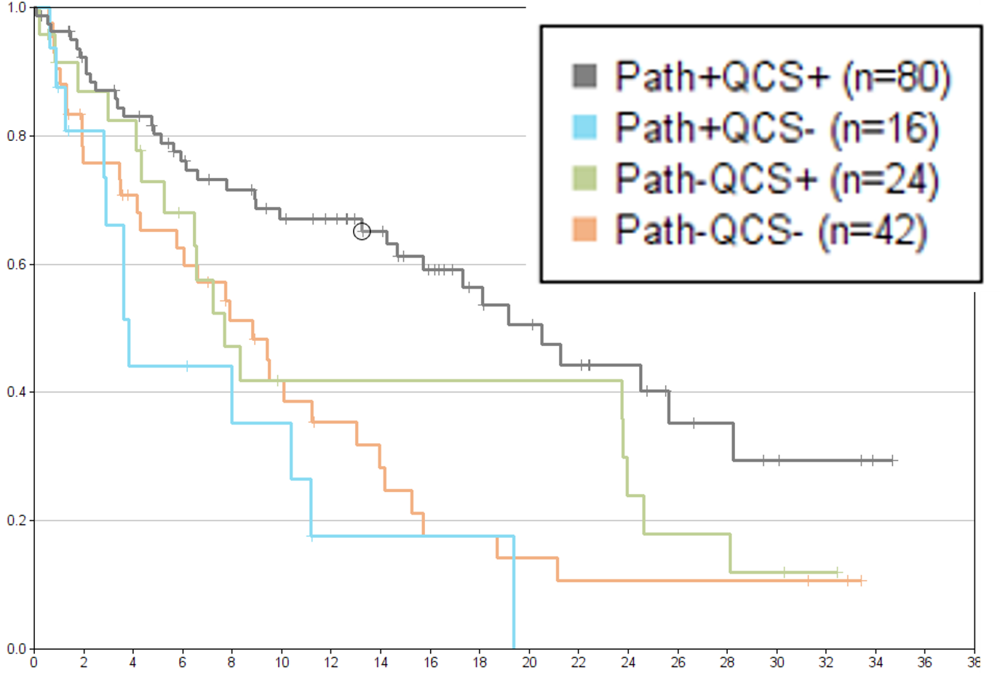 1.0
Path+QCS+ (n=80)
Path+QCS- (n=16)
Path-QCS+ (n=24)
Path-QCS- (n=42)
0.8
0.6
0.4
0.2
0.0
0 2 4 6 8 10 12 14 16 18 20 22 24 26 28 30 32 34 36 38